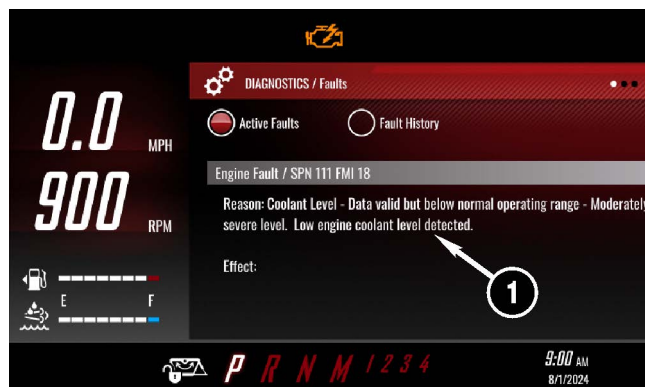 DIAGNOSTICS / Faults
Active Faults
Fault History
0.0 MPH
Engine Fault / SPN 111 FMI 18
900 RPM
Reason: Coolant Level - Data valid but below normal operating range - Moderately
severe level. Low engine coolant level detected.
Effect:
1
E F
P R N M 1 2 3 4
9:00 AM
8/1/2024